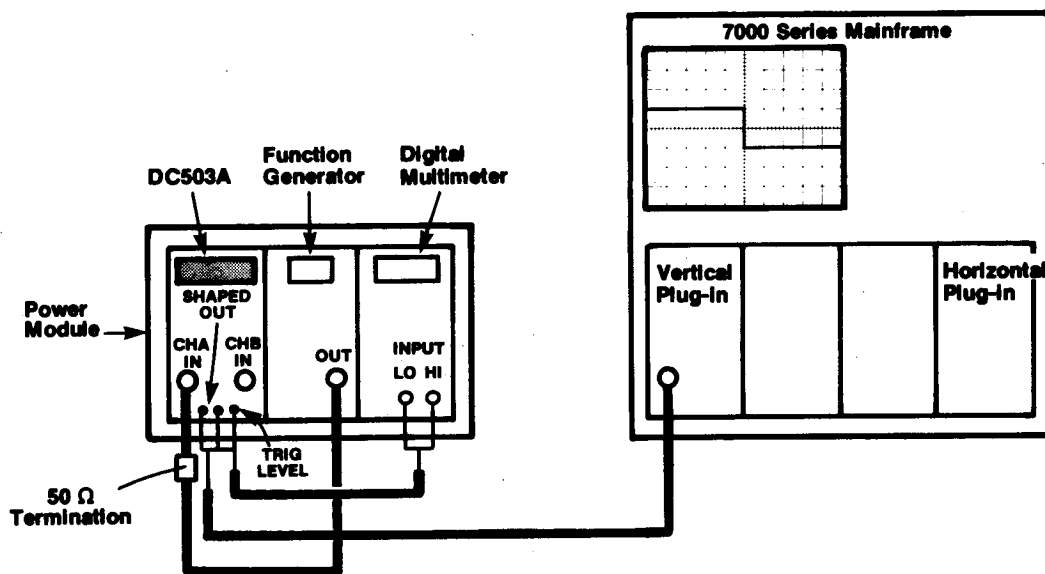 7000 Series Mainframe
DC503A
Function
Generator
Digital
Multimeter
Power
Module
SHAPED
OUT
CHA
IN
CHB
IN
OUT
INPUT
LO HI
TRIG
LEVEL
50 Ω
Termination
Vertical
Plug-in
Horizontal
Plug-in